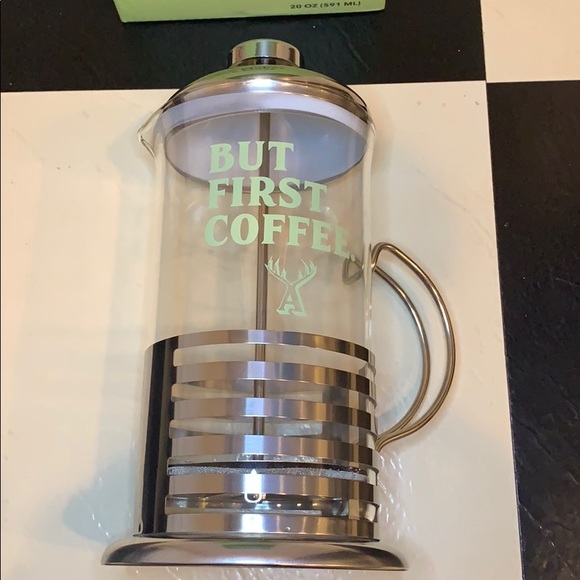 20 OZ (591 ML)
BUT
FIRST
COFFEE.
A